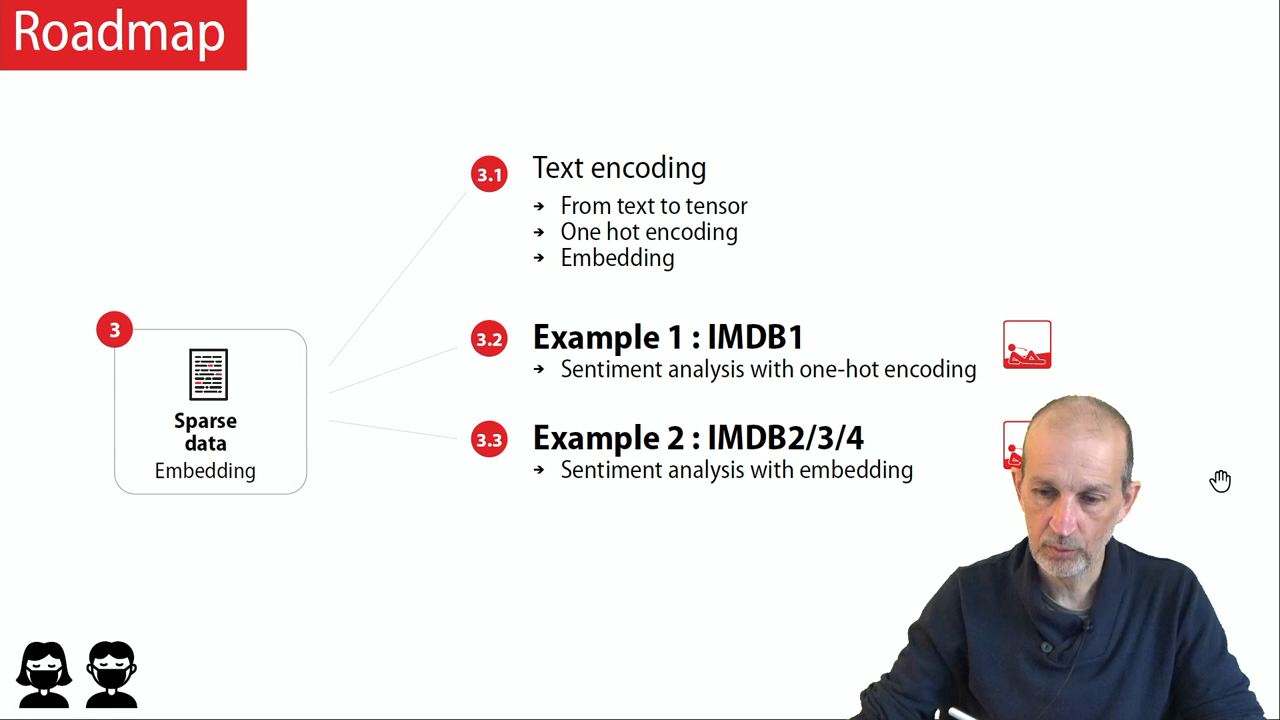 Roadmap
3.1 Text encoding
➔ From text to tensor
➔ One hot encoding
➔ Embedding
3.2 Example 1 : IMDB1
➔ Sentiment analysis with one-hot encoding
3
Sparse
data
Embedding
3.3 Example 2 : IMDB2/3/4
➔ Sentiment analysis with embedding